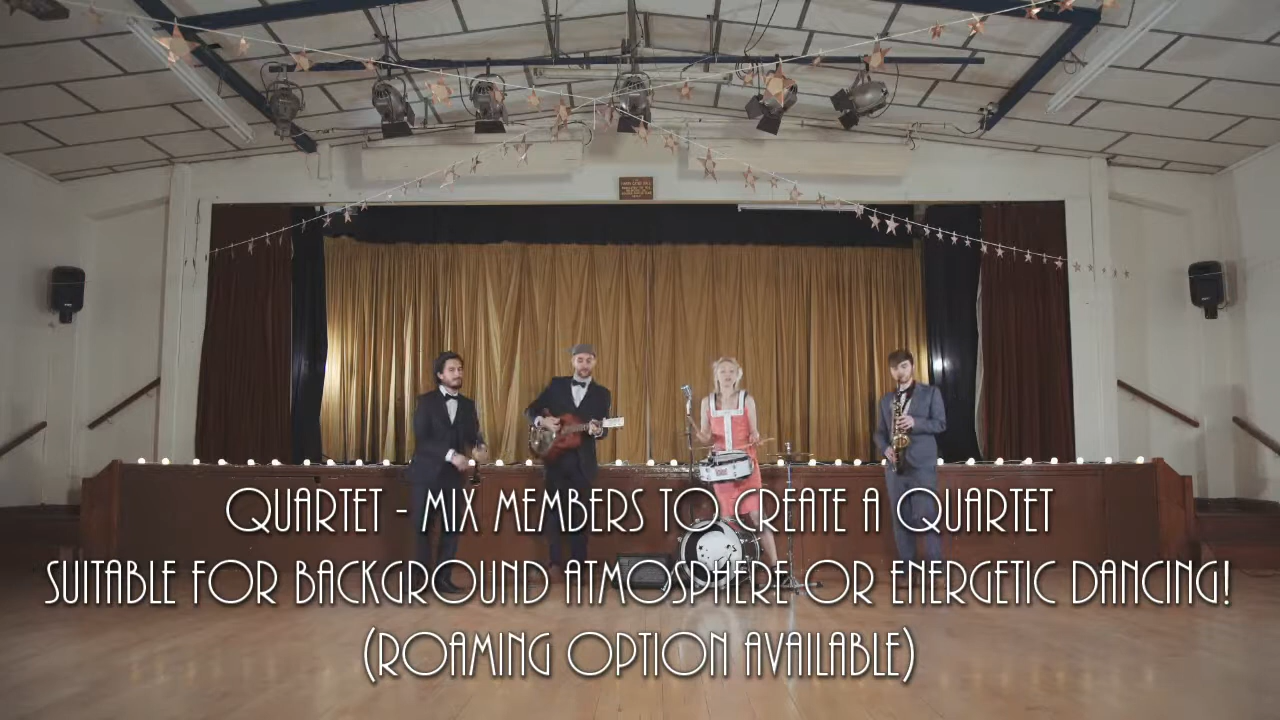 QUARTET - MIX MEMBERS TO CREATE A QUARTET
SUITABLE FOR BACKGROUND ATMOSPHERE OR ENERGETIC DANCING!
(ROAMING OPTION AVAILABLE)